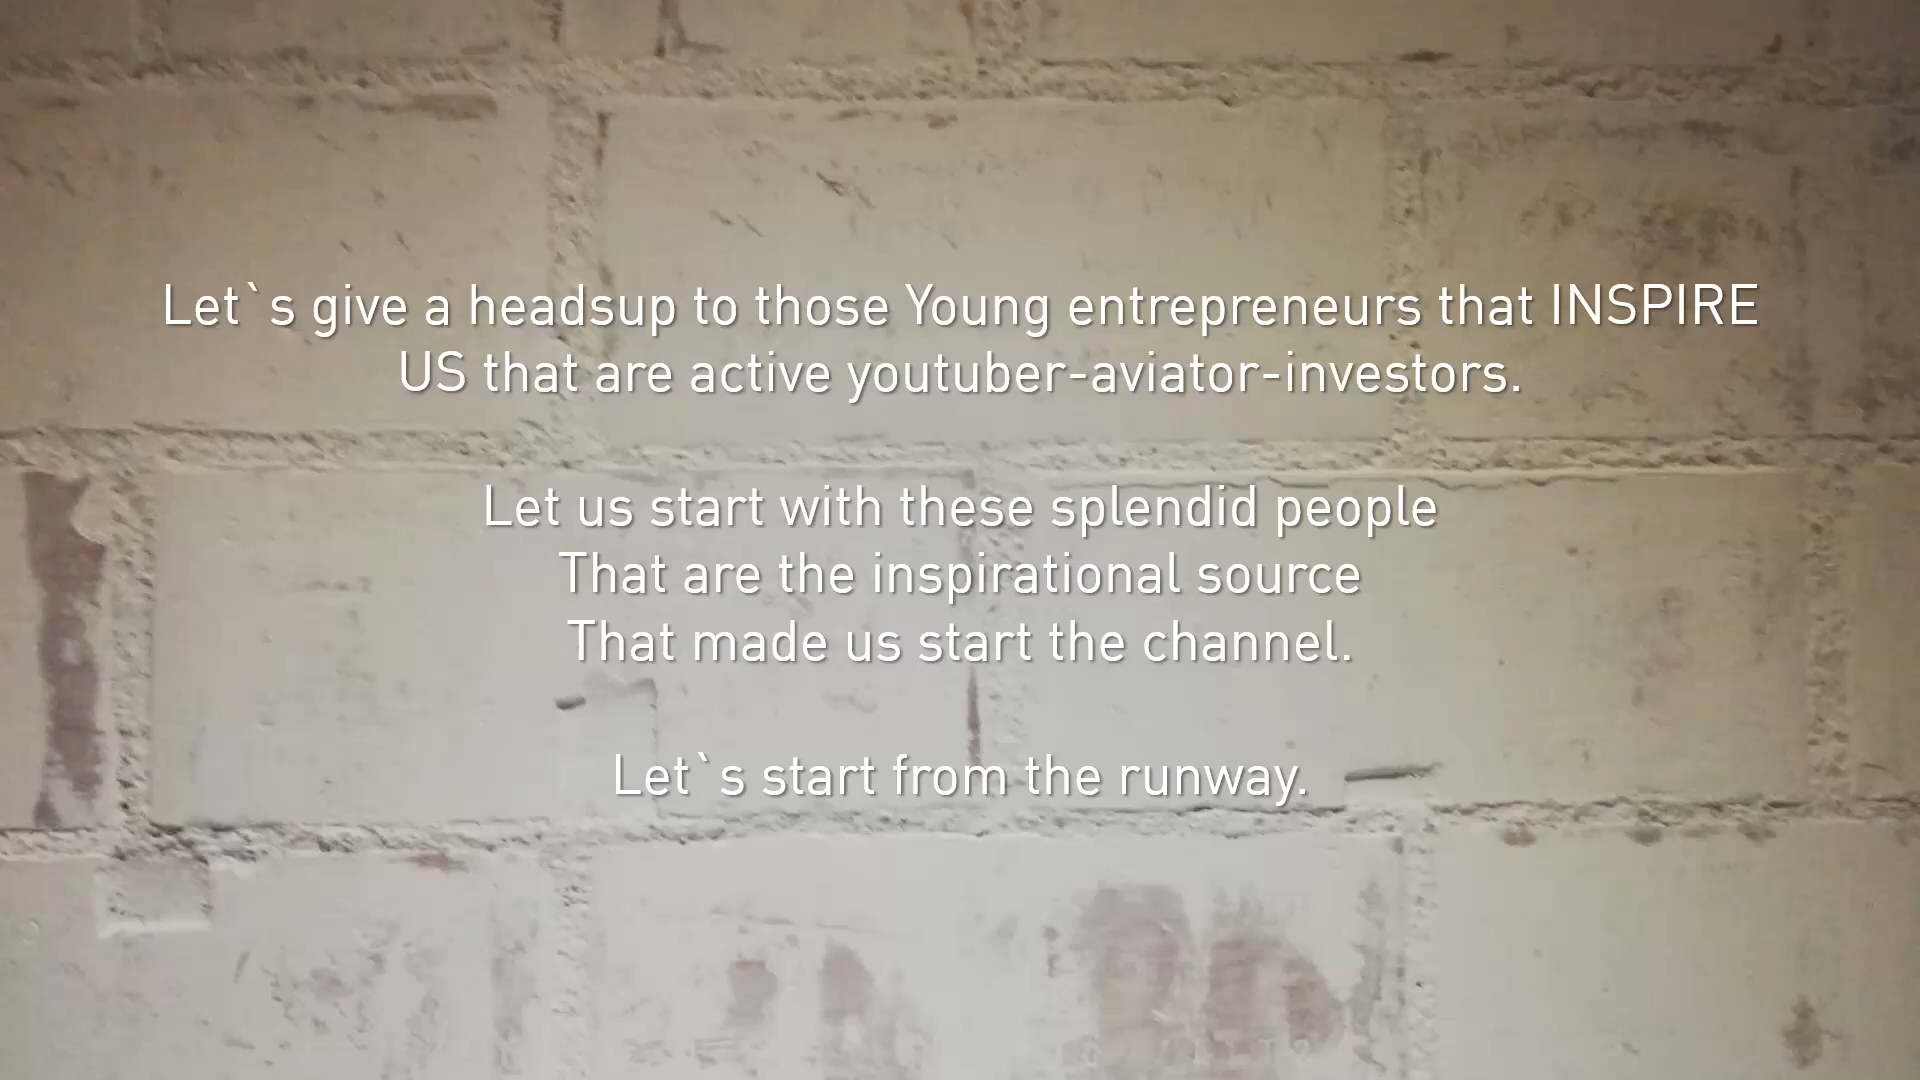 Let`s give a headsup to those Young entrepreneurs that INSPIRE
US that are active youtuber-aviator-investors.
Let us start with these splendid people
That are the inspirational source
That made us start the channel.
Let`s start from the runway.